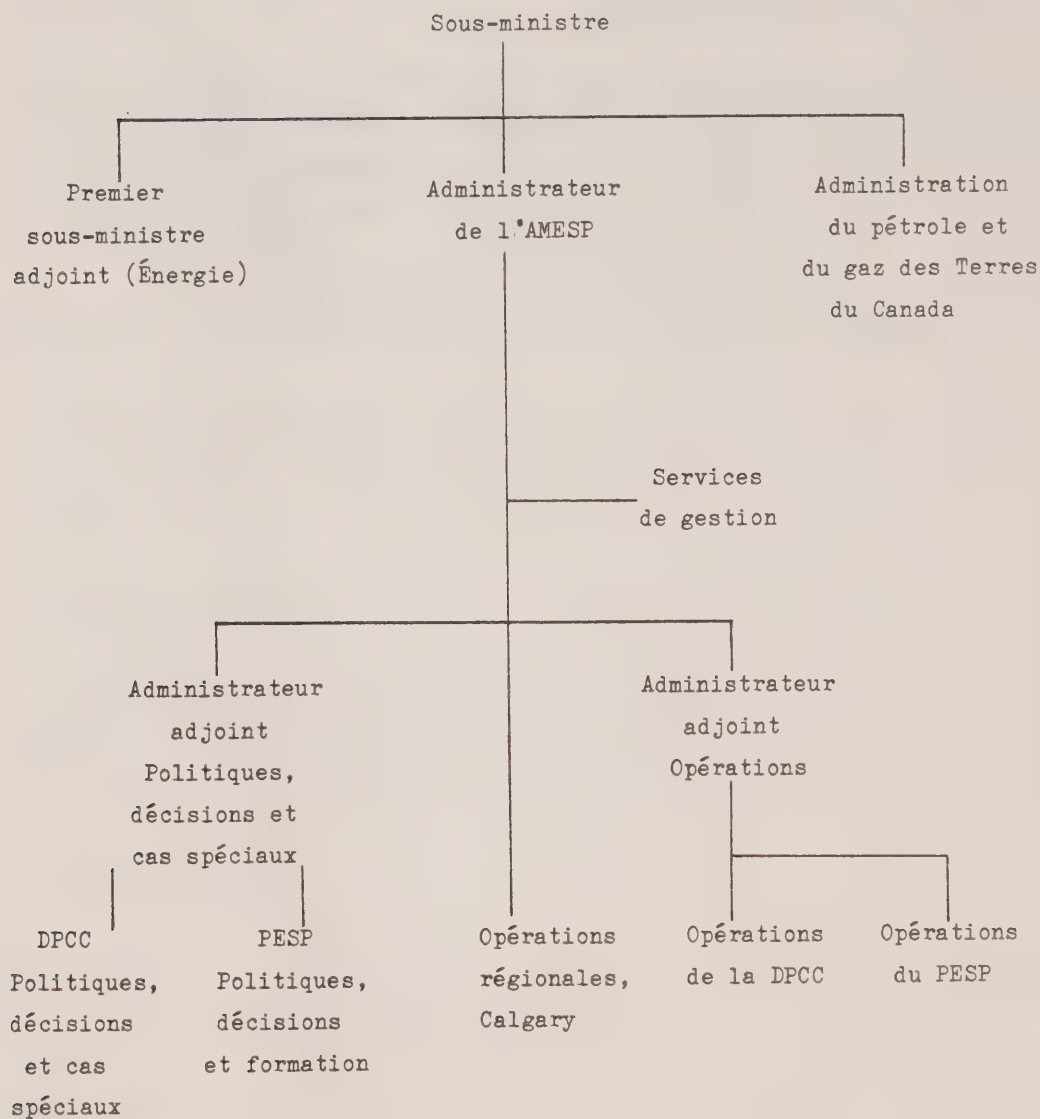 Sous-ministre
Premier
sous-ministre
adjoint (Énergie)
Administrateur
de l'AMESP
Administration
du pétrole et
du gaz des Terres
du Canada
Services
de gestion
Administrateur
adjoint
Politiques,
décisions et
cas spéciaux
Administrateur
adjoint
Opérations
DPCC
Politiques,
décisions
et cas
spéciaux
PESP
Politiques,
décisions
et formation
Opérations
régionales,
Calgary
Opérations
de la DPCC
Opérations
du PESP